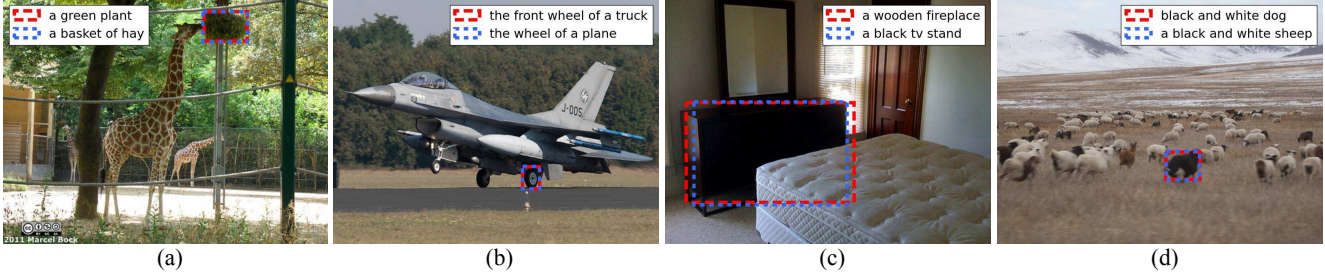 a green plant
a basket of hay
2011 Marcel Bock
(a)
the front wheel of a truck
the wheel of a plane
J-005
(b)
a wooden fireplace
a black tv stand
(c)
black and white dog
a black and white sheep
(d)